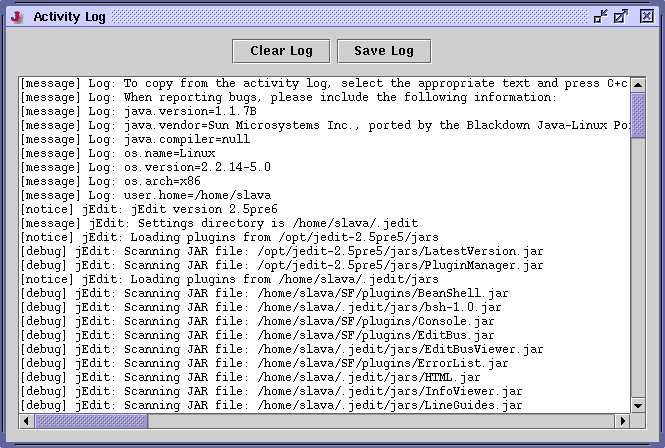 Activity Log
Clear Log
Save Log
[message] Log: To copy from the activity log, select the appropriate text and press C+c
[message] Log: When reporting bugs, please include the following information:
[message] Log: java.version=1.1.7B
[message] Log: java.vendor=Sun Microsystems Inc., ported by the Blackdown Java-Linux Po
[message] Log: java.compiler=null
[message] Log: os.name=Linux
[message] Log: os.version=2.2.14-5.0
[message] Log: os.arch=x86
[message] Log: user.home=/home/slava
[notice] jEdit: jEdit version 2.5pre6
[message] jEdit: Settings directory is /home/slava/.jedit
[notice] jEdit: Loading plugins from /opt/jedit-2.5pre5/jars
[debug] jEdit: Scanning JAR file: /opt/jedit-2.5pre5/jars/LatestVersion.jar
[debug] jEdit: Scanning JAR file: /opt/jedit-2.5pre5/jars/PluginManager.jar
[notice] jEdit: Loading plugins from /home/slava/.jedit/jars
[debug] jEdit: Scanning JAR file: /home/slava/SF/plugins/BeanShell.jar
[debug] jEdit: Scanning JAR file: /home/slava/.jedit/jars/bsh-1.0.jar
[debug] jEdit: Scanning JAR file: /home/slava/SF/plugins/Console.jar
[debug] jEdit: Scanning JAR file: /home/slava/SF/plugins/EditBus.jar
[debug] jEdit: Scanning JAR file: /home/slava/.jedit/jars/EditBusViewer.jar
[debug] jEdit: Scanning JAR file: /home/slava/SF/plugins/ErrorList.jar
[debug] jEdit: Scanning JAR file: /home/slava/.jedit/jars/HTML.jar
[debug] jEdit: Scanning JAR file: /home/slava/.jedit/jars/InfoViewer.jar
[debug] jEdit: Scanning JAR file: /home/slava/.jedit/jars/LineGuides.jar